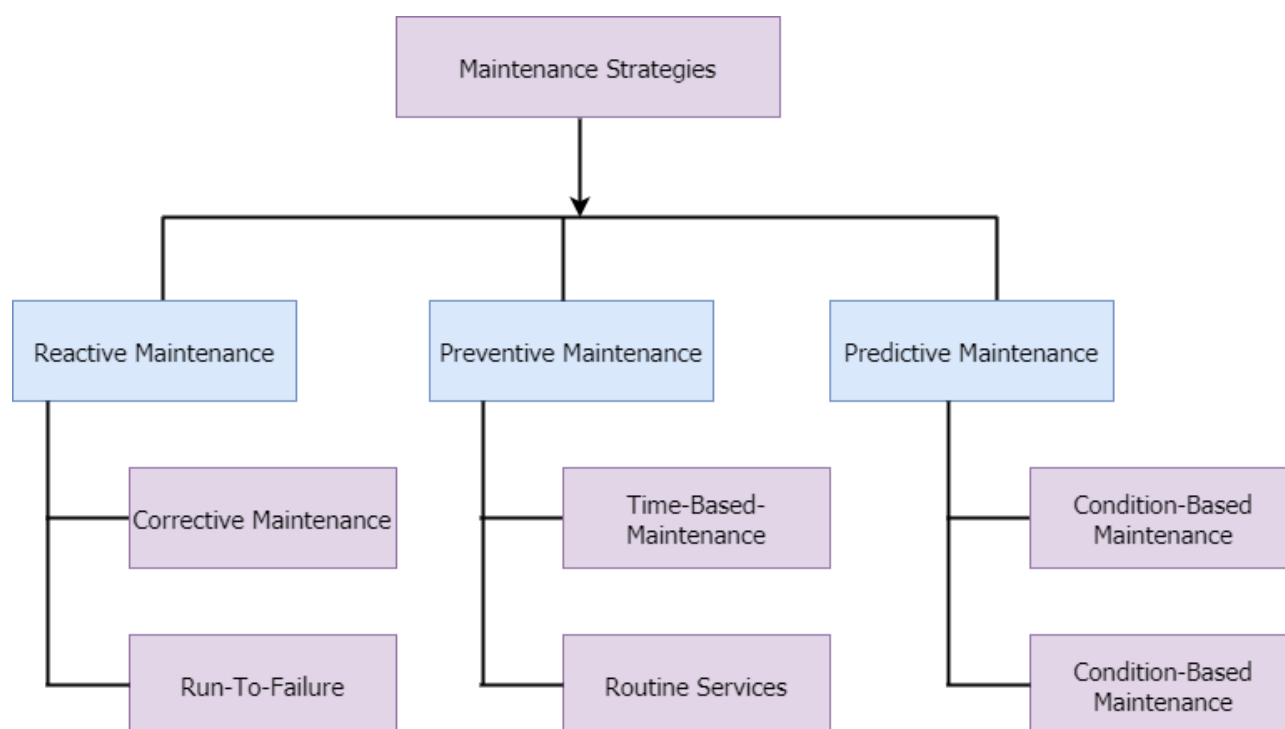 Maintenance Strategies
Reactive Maintenance
Preventive Maintenance
Predictive Maintenance
Corrective Maintenance
Time-Based-
Maintenance
Condition-Based
Maintenance
Run-To-Failure
Routine Services
Condition-Based
Maintenance